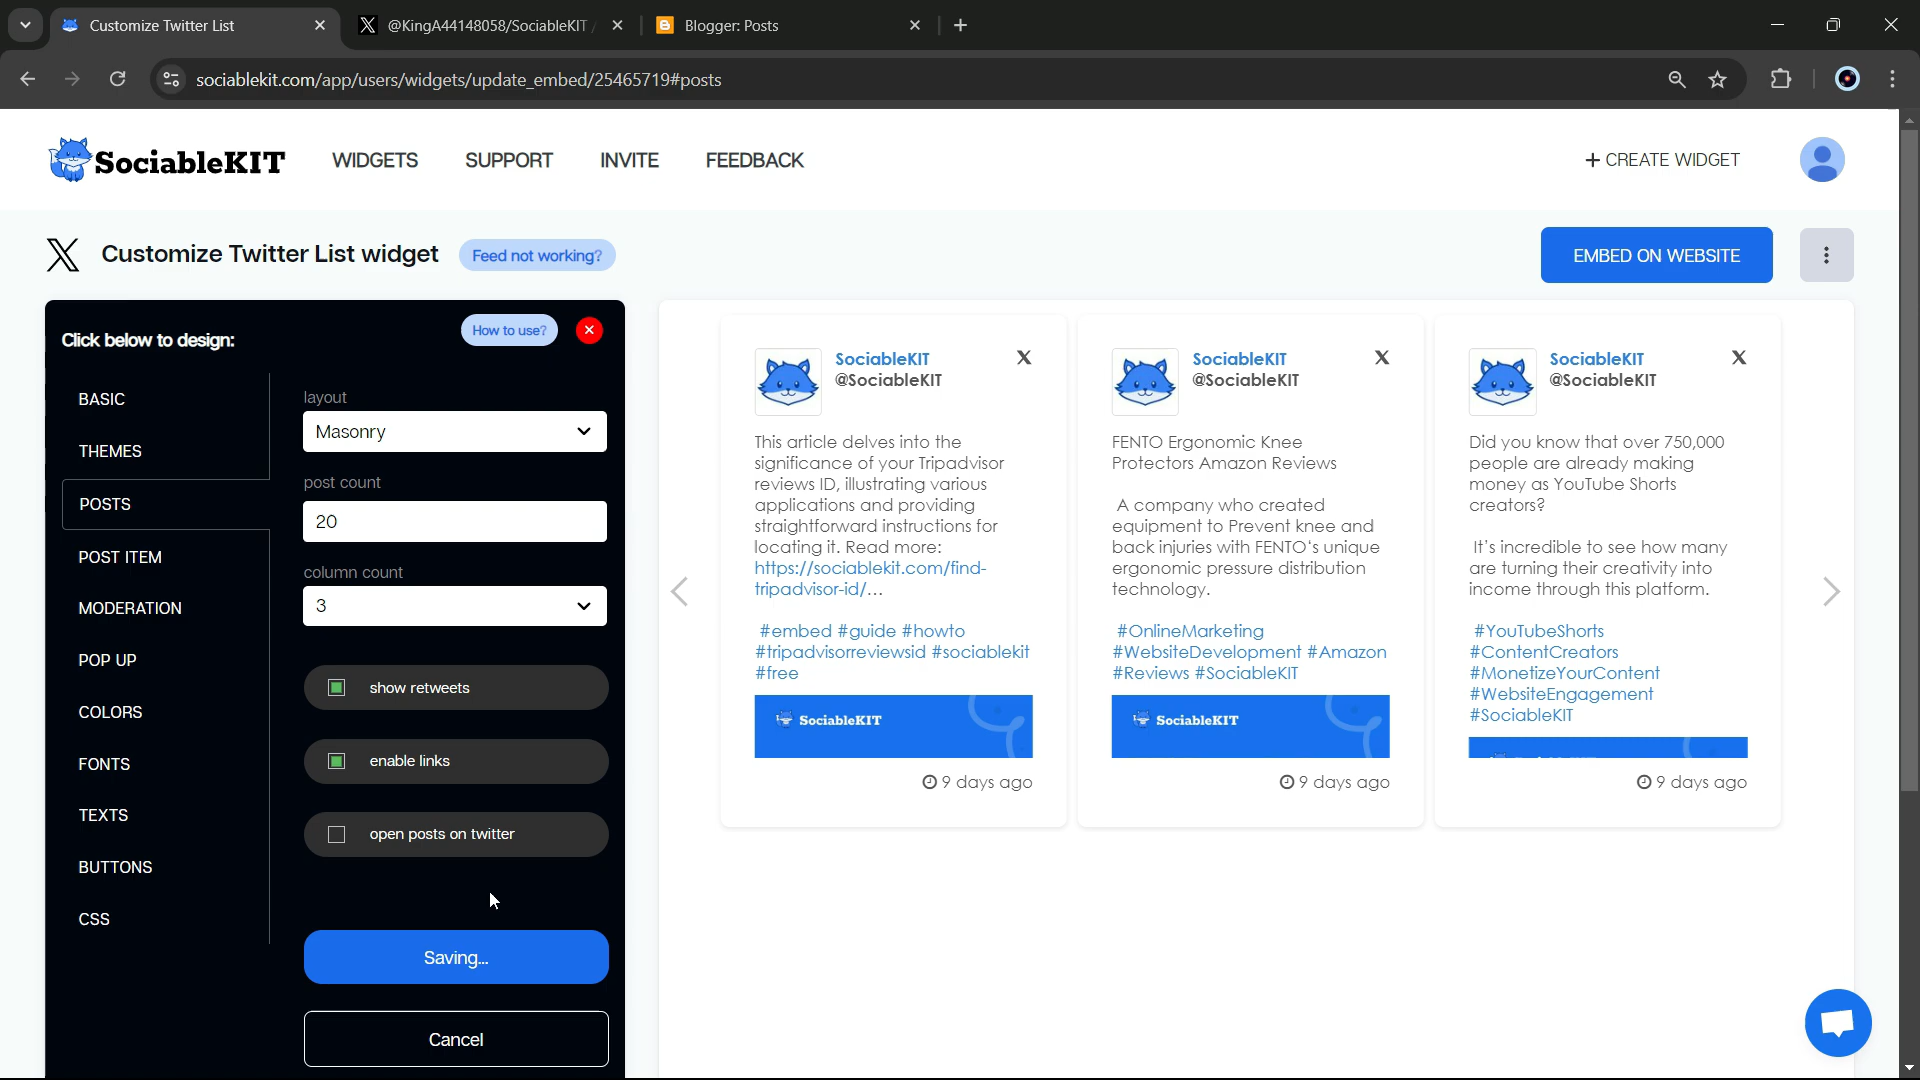 Customize Twitter List
@KingA44148058/SociableKIT /
Blogger: Posts
sociablekit.com/app/users/widgets/update_embed/25465719#posts
SociableKIT
WIDGETS
SUPPORT
INVITE
FEEDBACK
+ CREATE WIDGET
Customize Twitter List widget
Feed not working?
EMBED ON WEBSITE
Click below to design:
How to use?
BASIC
THEMES
POSTS
POST ITEM
MODERATION
POP UP
COLORS
FONTS
TEXTS
BUTTONS
CSS
layout
Masonry
post count
20
column count
3
show retweets
enable links
open posts on twitter
Saving...
Cancel
SociableKIT
@SociableKIT
This article delves into the
significance of your Tripadvisor
reviews ID, illustrating various
applications and providing
straightforward instructions for
locating it. Read more:
https://sociablekit.com/find-
tripadvisor-id/...
#embed #guide #howto
#tripadvisorreviewsid #sociablekit
#free
SociableKIT
9 days ago
SociableKIT
@SociableKIT
FENTO Ergonomic Knee
Protectors Amazon Reviews
A company who created
equipment to Prevent knee and
back injuries with FENTO's unique
ergonomic pressure distribution
technology.
#OnlineMarketing
#WebsiteDevelopment #Amazon
#Reviews #SociableKIT
SociableKIT
9 days ago
SociableKIT
@SociableKIT
Did you know that over 750,000
people are already making
money as YouTube Shorts
creators?
It's incredible to see how many
are turning their creativity into
income through this platform.
#YouTubeShorts
#ContentCreators
#MonetizeYourContent
#WebsiteEngagement
#SociableKIT
9 days ago